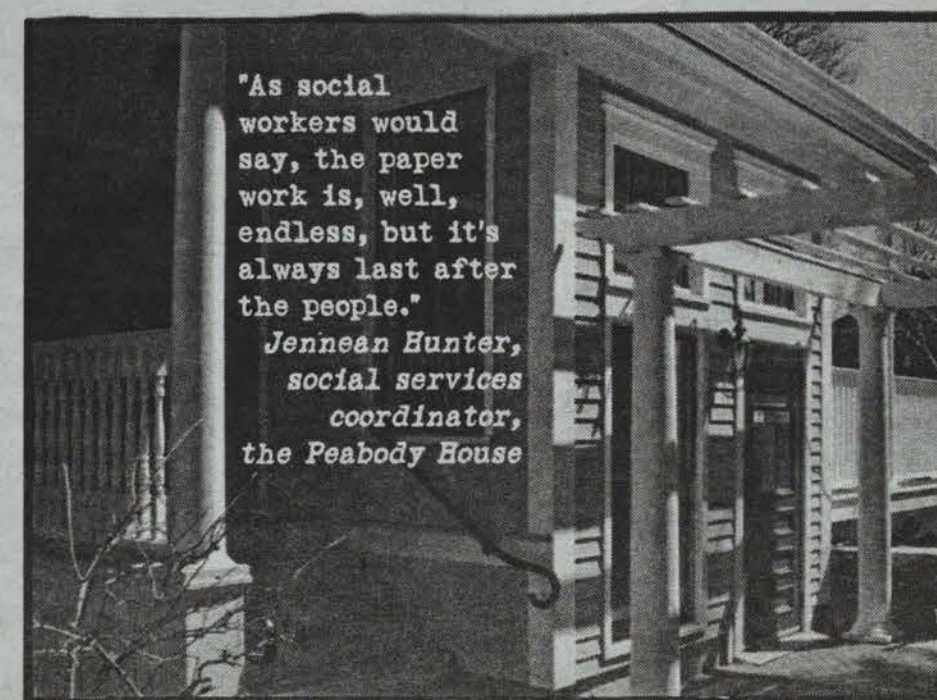 "As social
workers would
say, the paper
work is, well,
endless, but it's
always last after
the people."
Jennean Hunter,
social services
coordinator,
the Peabody House